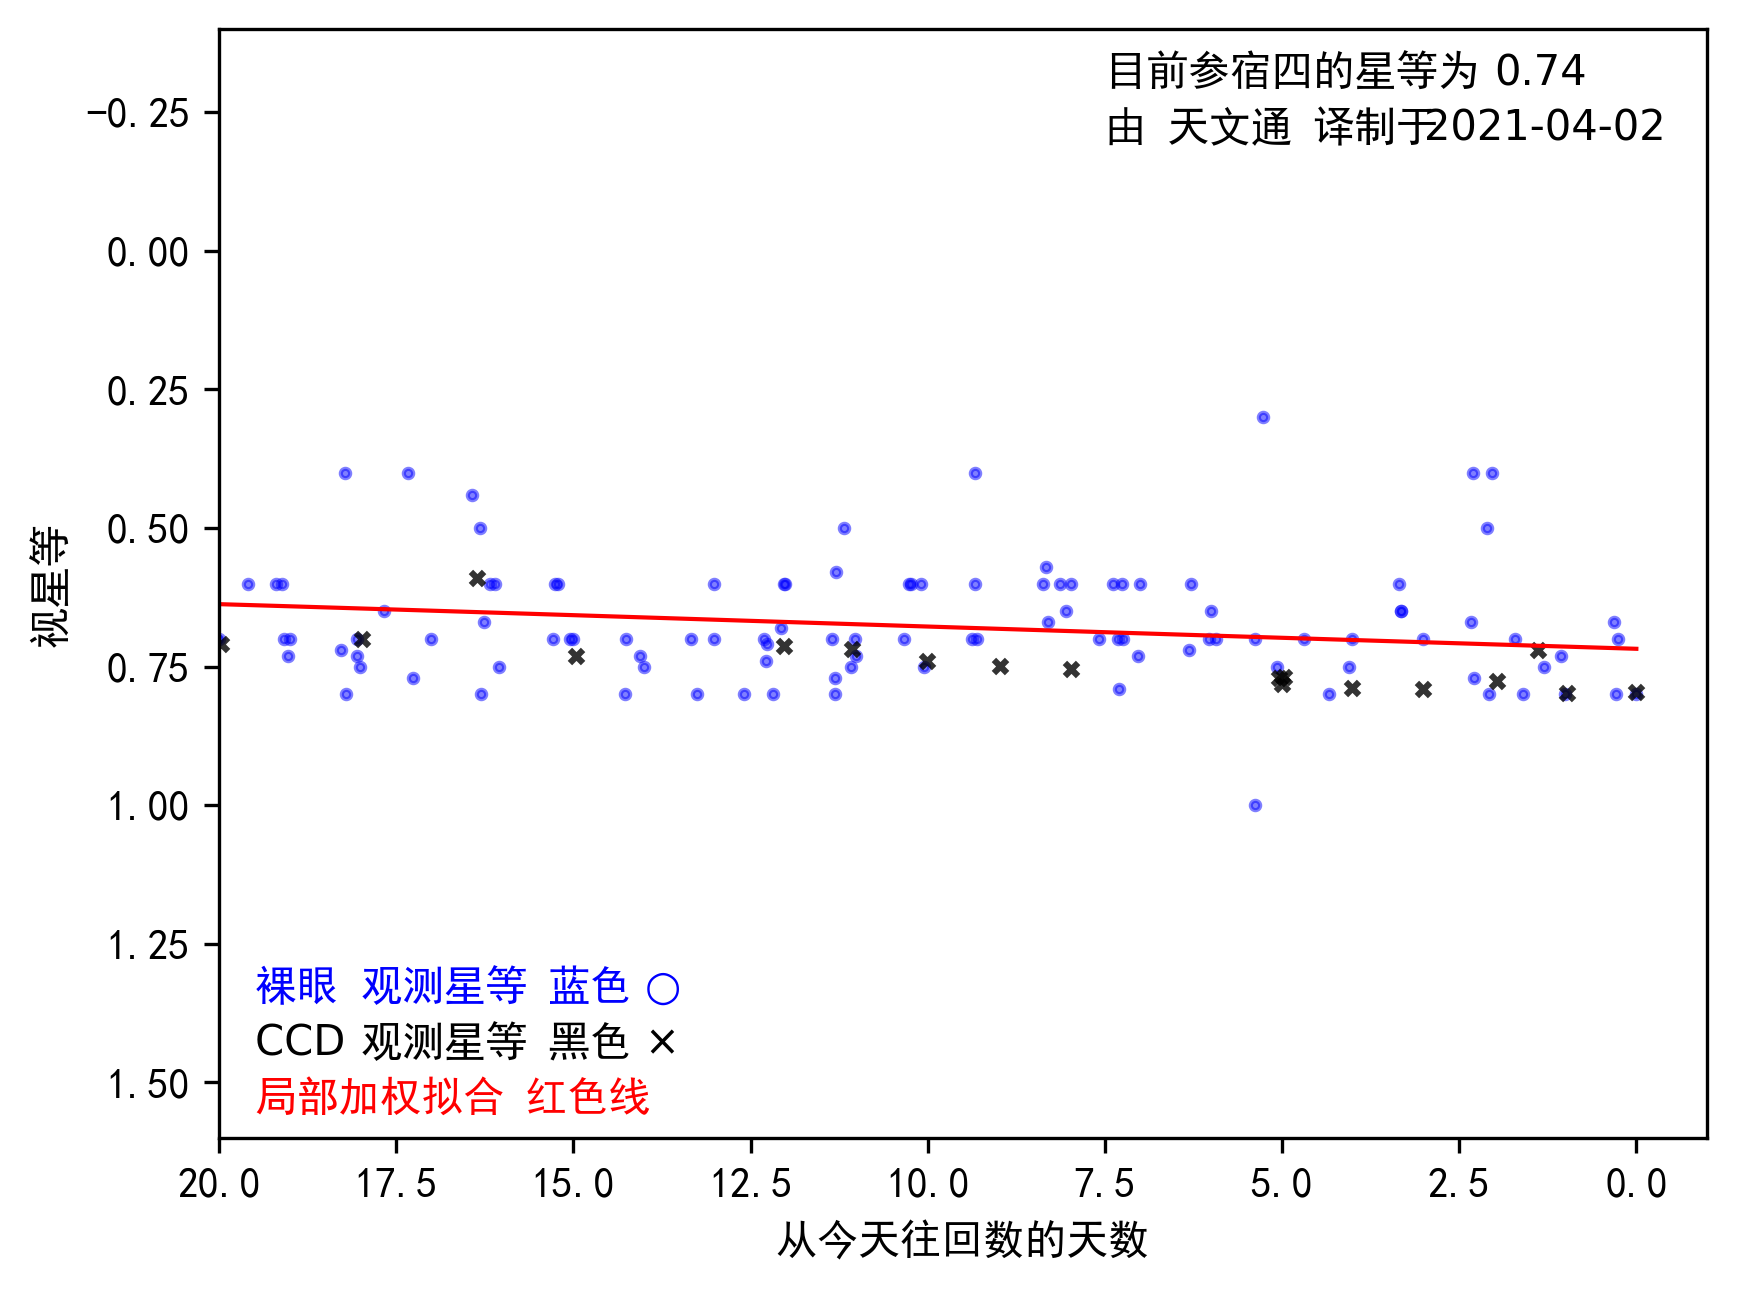 目前参宿四的星等为 0.74
由 天文通 译制于2021-04-02
−0.25
0.00
0.25
0.50
0.75
1.00
1.25
1.50
视星等
裸眼 观测星等 蓝色 ○
CCD 观测星等 黑色 ×
局部加权拟合 红色线
20.0 17.5 15.0 12.5 10.0 7.5 5.0 2.5 0.0
从今天往回数的天数